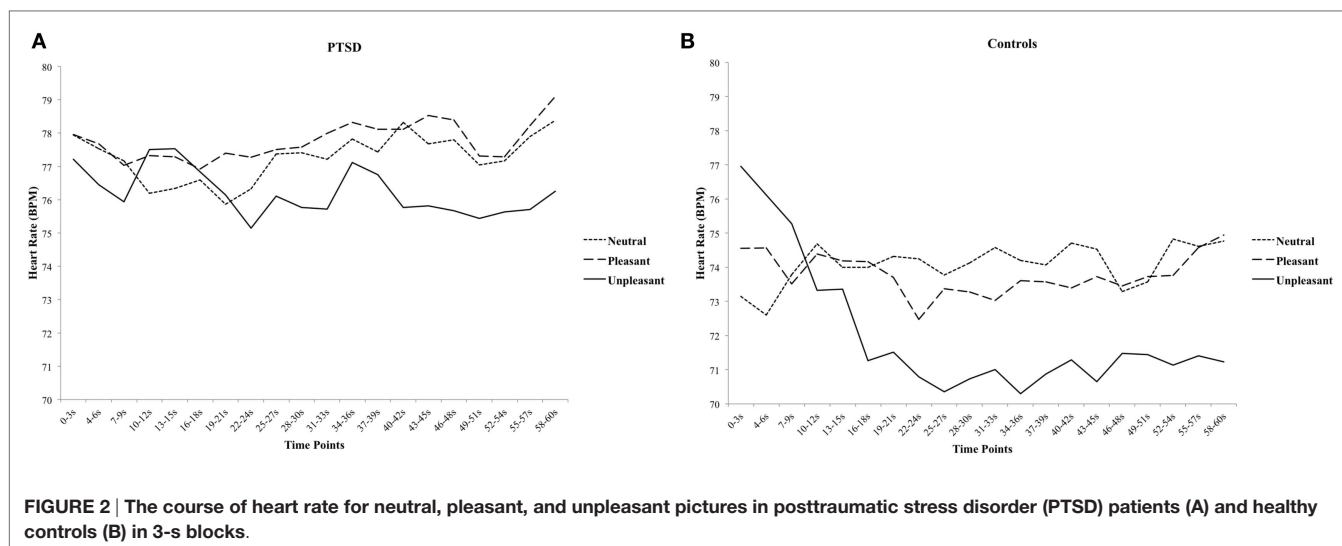 A
PTSD
80
79
78
77
76
75
74
73
72
71
70
Heart Rate (BPM)
Neutral
Pleasant
Unpleasant
0-3s
4-6s
7-9s
10-12s
13-15s
16-18s
19-21s
22-24s
25-27s
28-30s
31-33s
34-36s
37-39s
40-42s
43-45s
46-48s
49-51s
52-54s
55-57s
58-60s
Time Points
B
Controls
80
79
78
77
76
75
74
73
72
71
70
Heart Rate (BPM)
Neutral
Pleasant
Unpleasant
0-3s
4-6s
7-9s
10-12s
13-15s
16-18s
19-21s
22-24s
25-27s
28-30s
31-33s
34-36s
37-39s
40-42s
43-45s
46-48s
49-51s
52-54s
55-57s
58-60s
Time Points
FIGURE 2 | The course of heart rate for neutral, pleasant, and unpleasant pictures in posttraumatic stress disorder (PTSD) patients (A) and healthy
controls (B) in 3-s blocks.